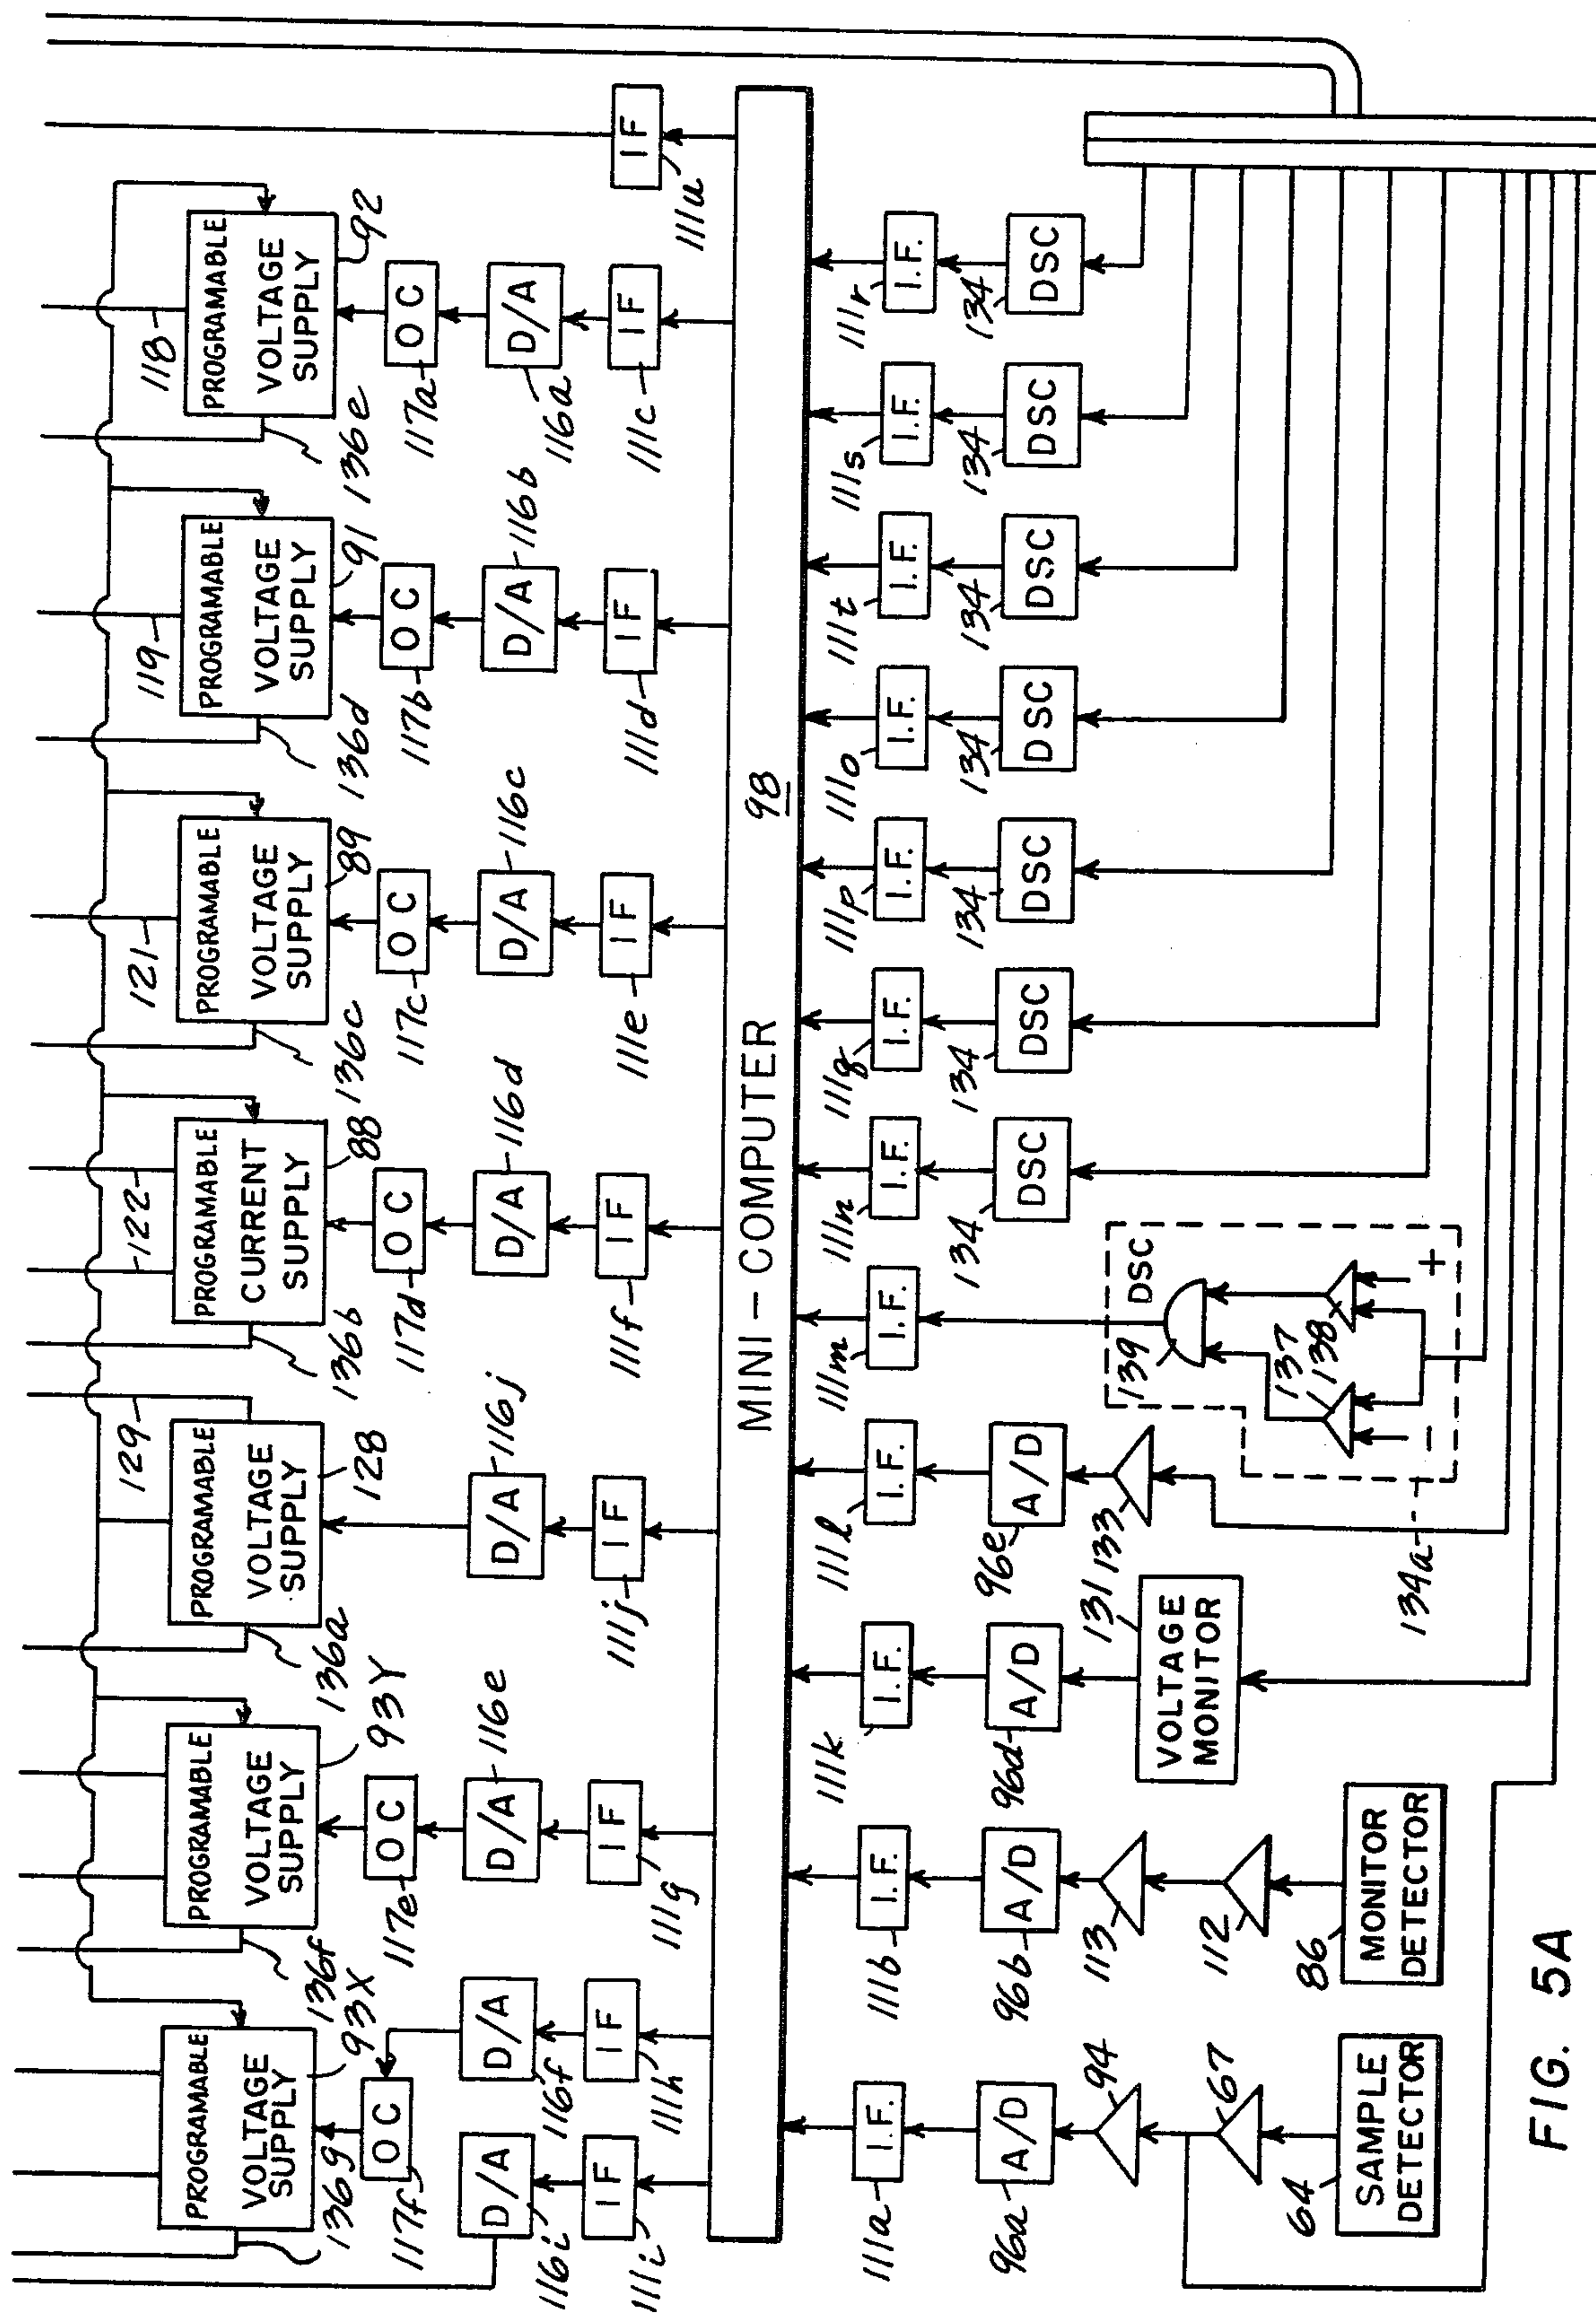 118
119
121
122
129
PROGRAMABLE
VOLTAGE
SUPPLY
93X
PROGRAMABLE
VOLTAGE
SUPPLY
93Y
PROGRAMABLE
VOLTAGE
SUPPLY
128
PROGRAMABLE
CURRENT
SUPPLY
88
PROGRAMABLE
VOLTAGE
SUPPLY
89
PROGRAMABLE
VOLTAGE
SUPPLY
91
PROGRAMABLE
VOLTAGE
SUPPLY
92
136g
136f
136a
136b
136c
136d
136e
OC
117f
OC
117e
OC
117d
OC
117c
OC
117b
OC
117a
D/A
116i
D/A
116f
D/A
116e
D/A
116j
D/A
116d
D/A
116c
D/A
116b
D/A
116a
IF
111i
IF
111h
IF
111g
IF
111j
IF
111f
IF
111e
IF
111d
IF
111c
IF
111u
MINI-COMPUTER 98
111a
I.F.
111b
I.F.
111k
I.F.
111l
I.F.
111m
I.F.
111n
I.F.
111q
I.F.
111p
I.F.
111o
I.F.
111t
I.F.
111s
I.F.
111r
I.F.
96a
A/D
96b
A/D
96d
A/D
96e
A/D
134
DSC
134
DSC
134
DSC
134
DSC
134
DSC
134
DSC
134
DSC
94
113
131
VOLTAGE
MONITOR
133
139
DSC
137
138
67
112
134a
−
+
64
SAMPLE
DETECTOR
86
MONITOR
DETECTOR
FIG. 5A